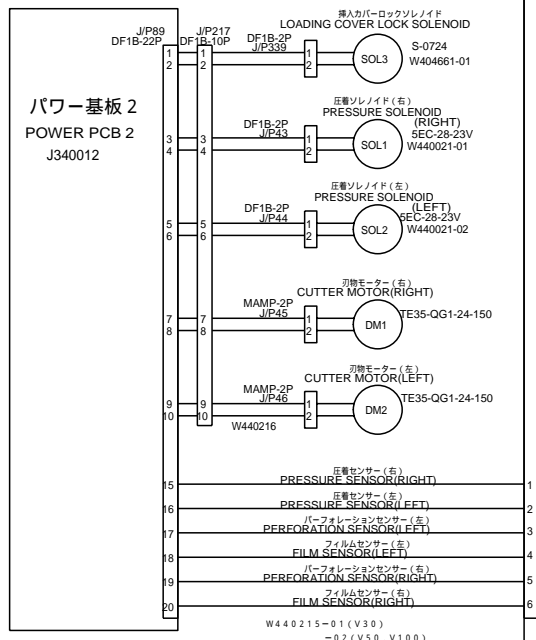 J/P89
DF1B-22P
J/P217
DF1B-10P
パワー基板 2
POWER PCB 2
J340012
挿入カバーロックソレノイド
LOADING COVER LOCK SOLENOID
DF1B-2P
J/P339
1 1 1
2 2 2
SOL3
S-0724
W404661-01
圧着ソレノイド(右)
PRESSURE SOLENOID
(RIGHT)
DF1B-2P
J/P43
3 3 1
4 4 2
SOL1
5EC-28-23V
W440021-01
圧着ソレノイド(左)
PRESSURE SOLENOID
(LEFT)
DF1B-2P
J/P44
5 5 1
6 6 2
SOL2
5EC-28-23V
W440021-02
刃物モーター(右)
CUTTER MOTOR(RIGHT)
MAMP-2P
J/P45
7 7 1
8 8 2
DM1
TE35-QG1-24-150
刃物モーター(左)
CUTTER MOTOR(LEFT)
MAMP-2P
J/P46
9 9 1
10 10 2
DM2
TE35-QG1-24-150
W440216
圧着センサー(右)
15 PRESSURE SENSOR(RIGHT) 1
圧着センサー(左)
16 PRESSURE SENSOR(LEFT) 2
パーフォレーションセンサー(左)
17 PERFORATION SENSOR(LEFT) 3
フィルムセンサー(左)
18 FILM SENSOR(LEFT) 4
パーフォレーションセンサー(右)
19 PERFORATION SENSOR(RIGHT) 5
フィルムセンサー(右)
20 FILM SENSOR(RIGHT) 6
W440215-01(V30)
-02(V50、V100)